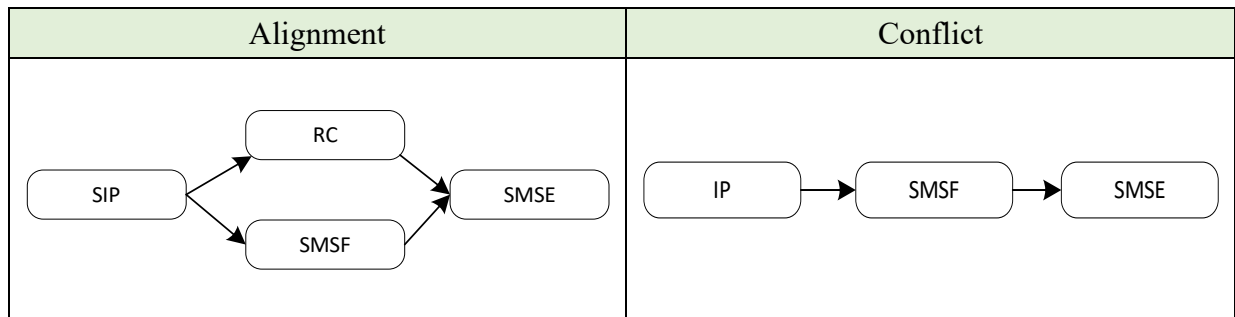 Alignment
Conflict
RC
SIP
SMSE
SMSF
IP
SMSF
SMSE